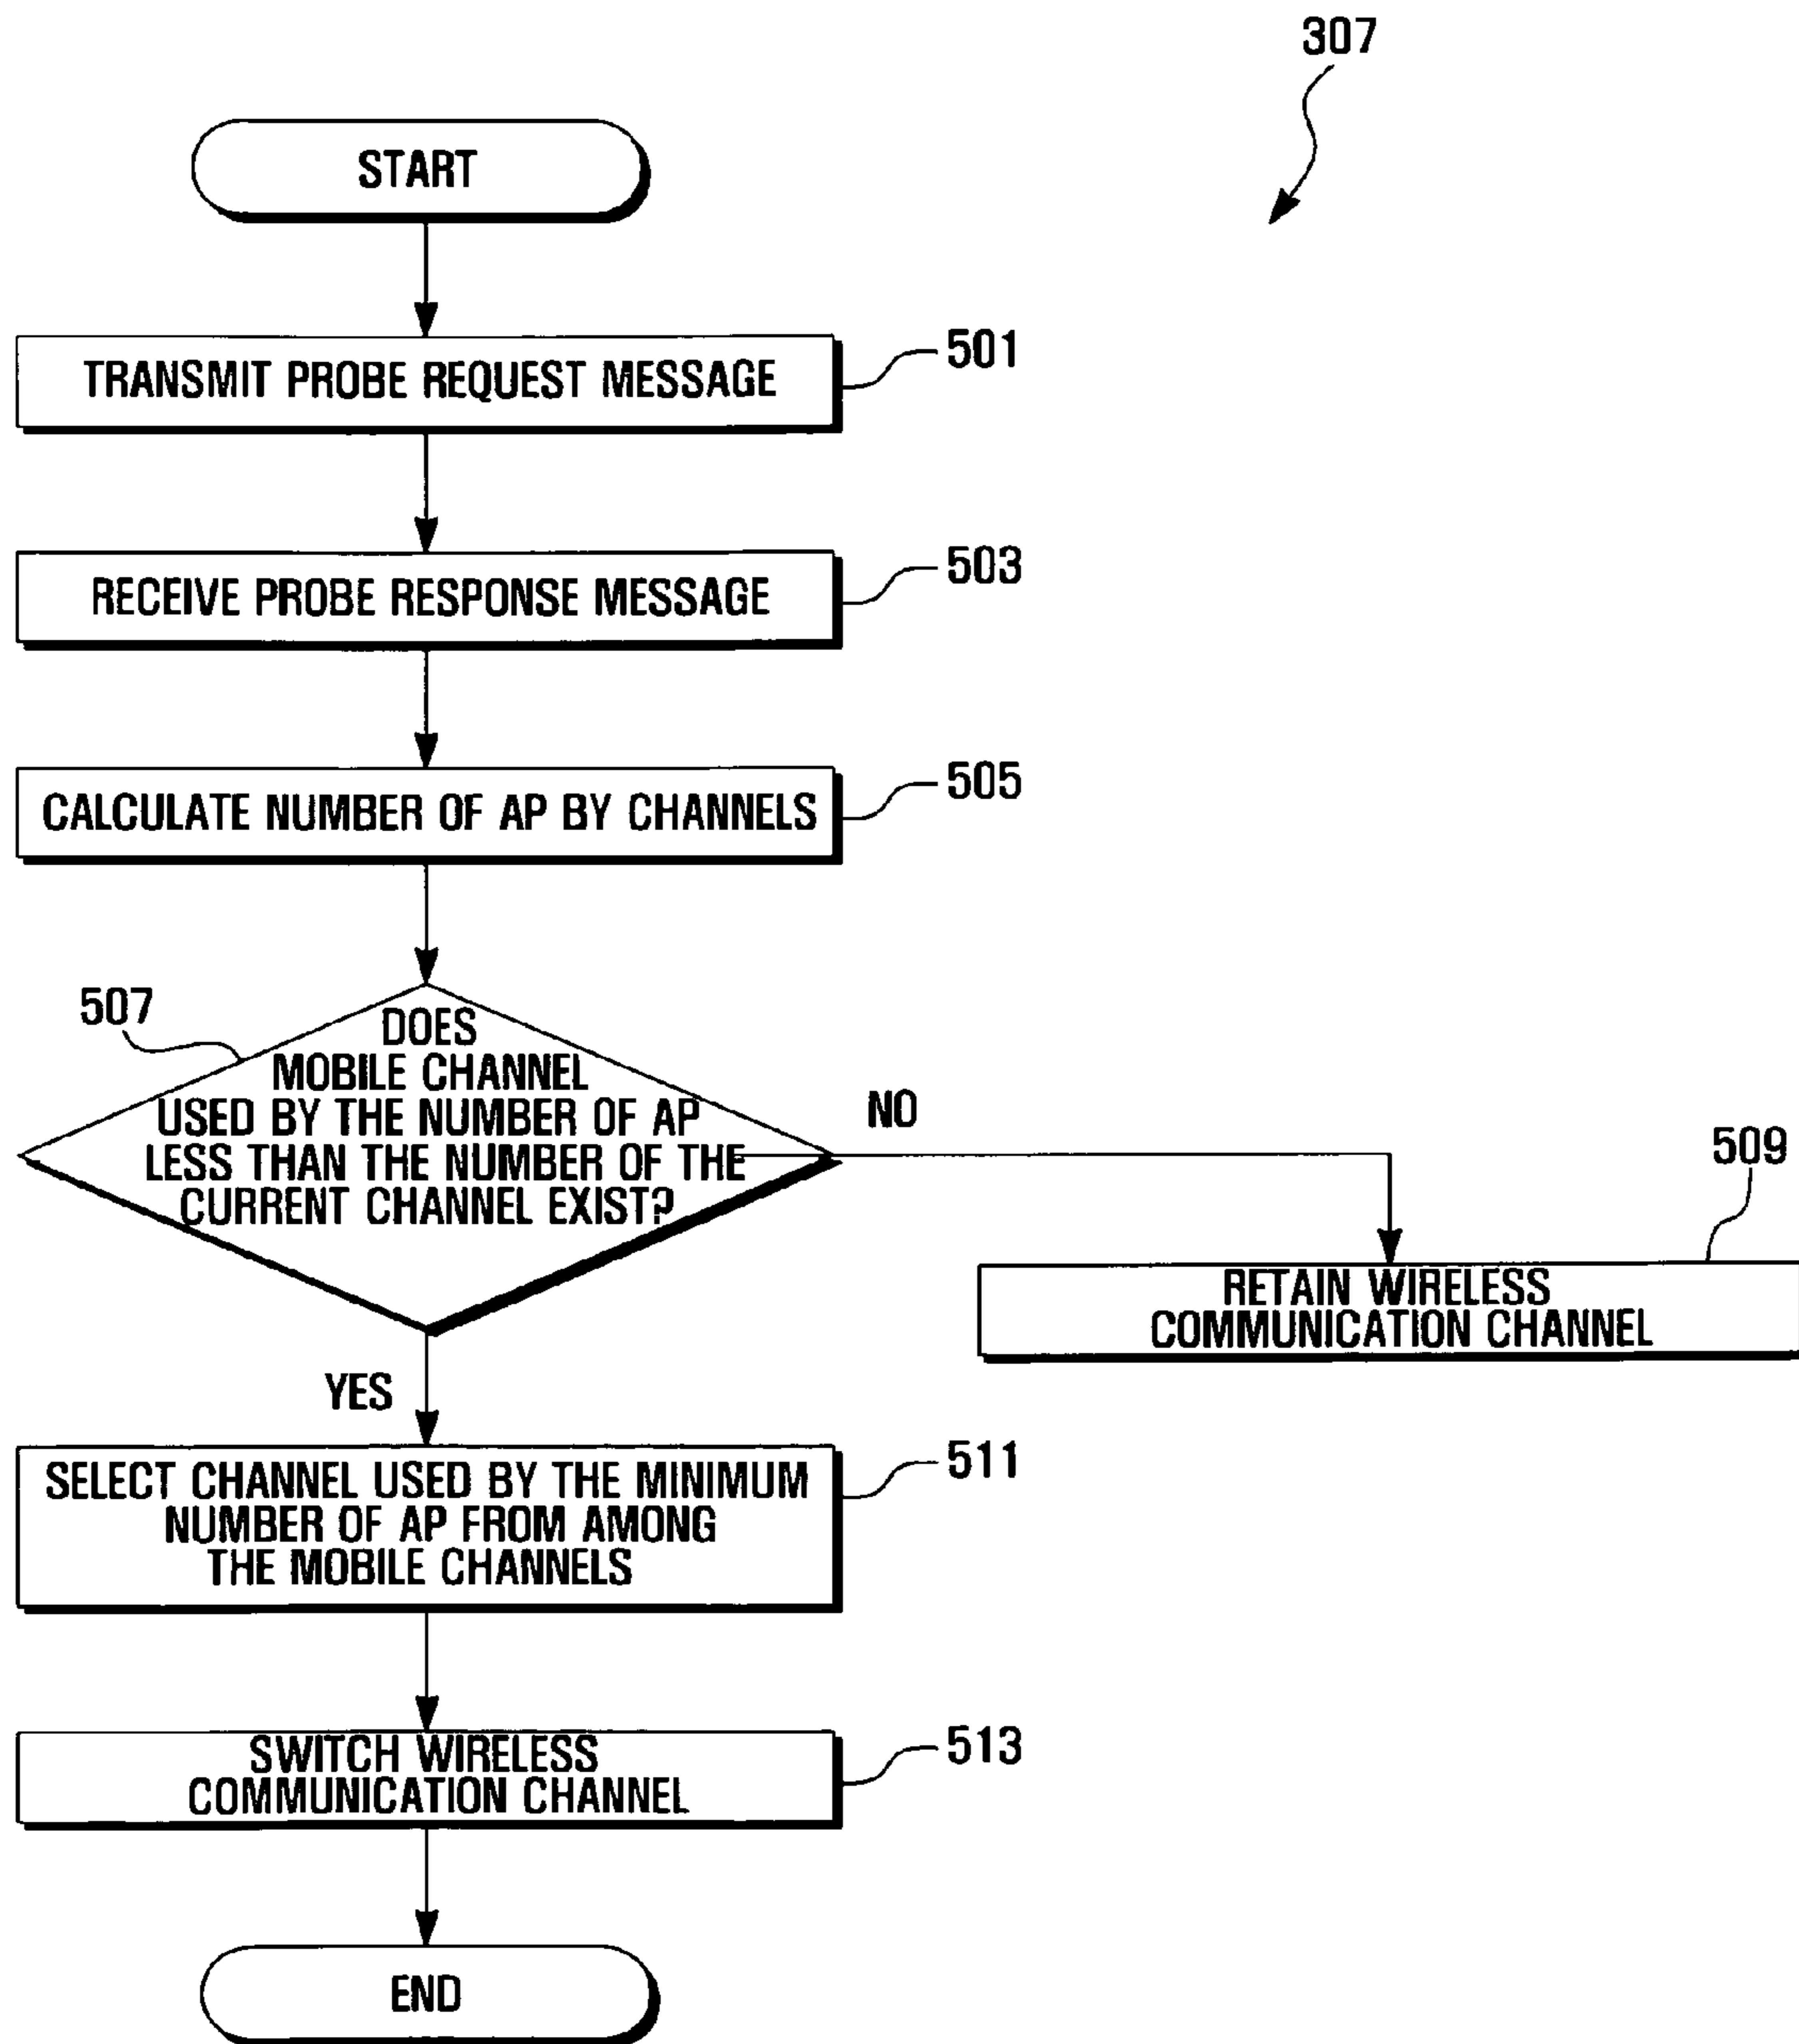 307
START
TRANSMIT PROBE REQUEST MESSAGE
501
RECEIVE PROBE RESPONSE MESSAGE
503
CALCULATE NUMBER OF AP BY CHANNELS
505
507
DOES
MOBILE CHANNEL
USED BY THE NUMBER OF AP
LESS THAN THE NUMBER OF THE
CURRENT CHANNEL EXIST?
NO
509
RETAIN WIRELESS
COMMUNICATION CHANNEL
YES
SELECT CHANNEL USED BY THE MINIMUM
NUMBER OF AP FROM AMONG
THE MOBILE CHANNELS
511
SWITCH WIRELESS
COMMUNICATION CHANNEL
513
END